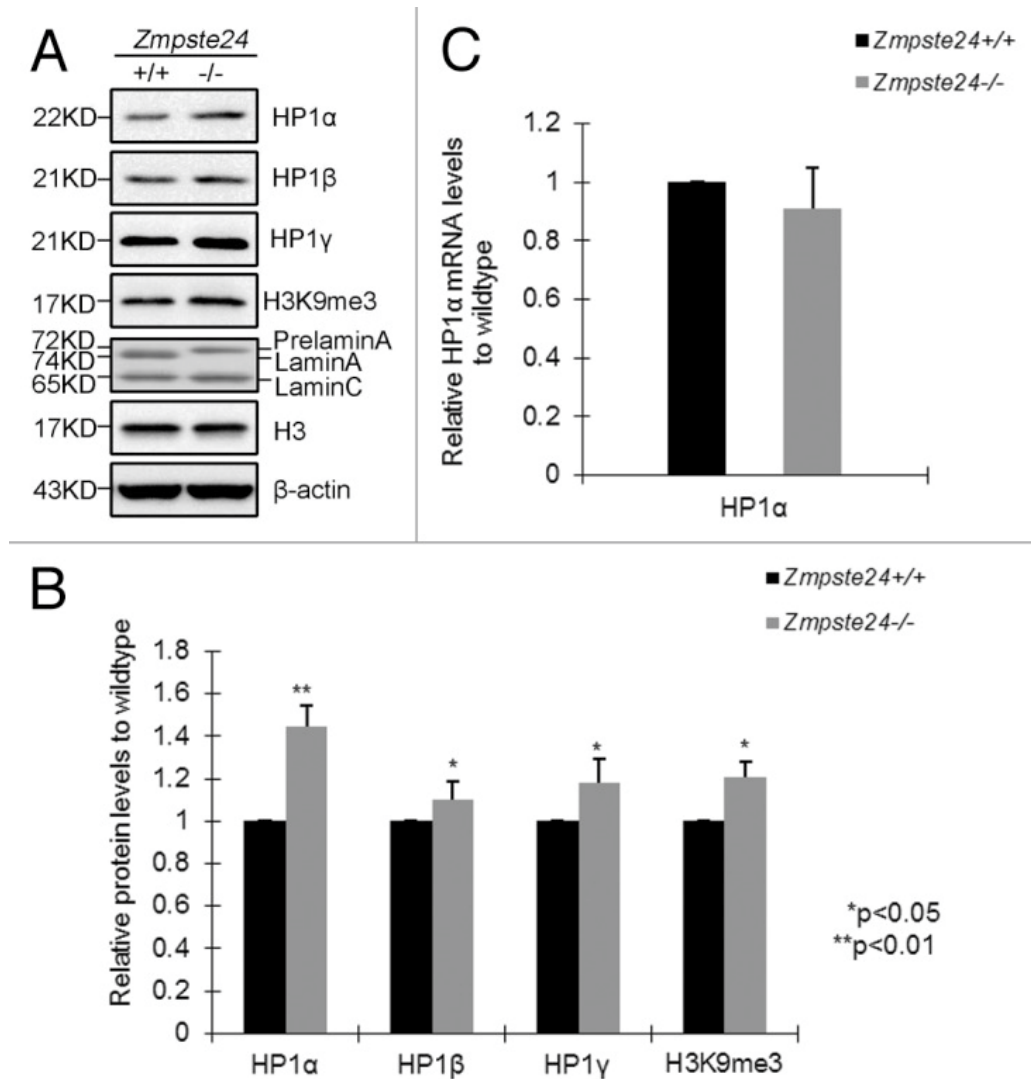 A
Zmpste24
+/+ -/-
22KD HP1α
21KD HP1β
21KD HP1γ
17KD H3K9me3
72KD PrelaminA
74KD LaminA
65KD LaminC
17KD H3
43KD β-actin
C
Zmpste24+/+
Zmpste24-/-
Relative HP1α mRNA levels
to wildtype
1.2
1
0.8
0.6
0.4
0.2
0
HP1α
B
Zmpste24+/+
Zmpste24-/-
Relative protein levels to wildtype
1.8
1.6
1.4
1.2
1
0.8
0.6
0.4
0.2
0
** * * *
HP1α HP1β HP1γ H3K9me3
*p<0.05
**p<0.01